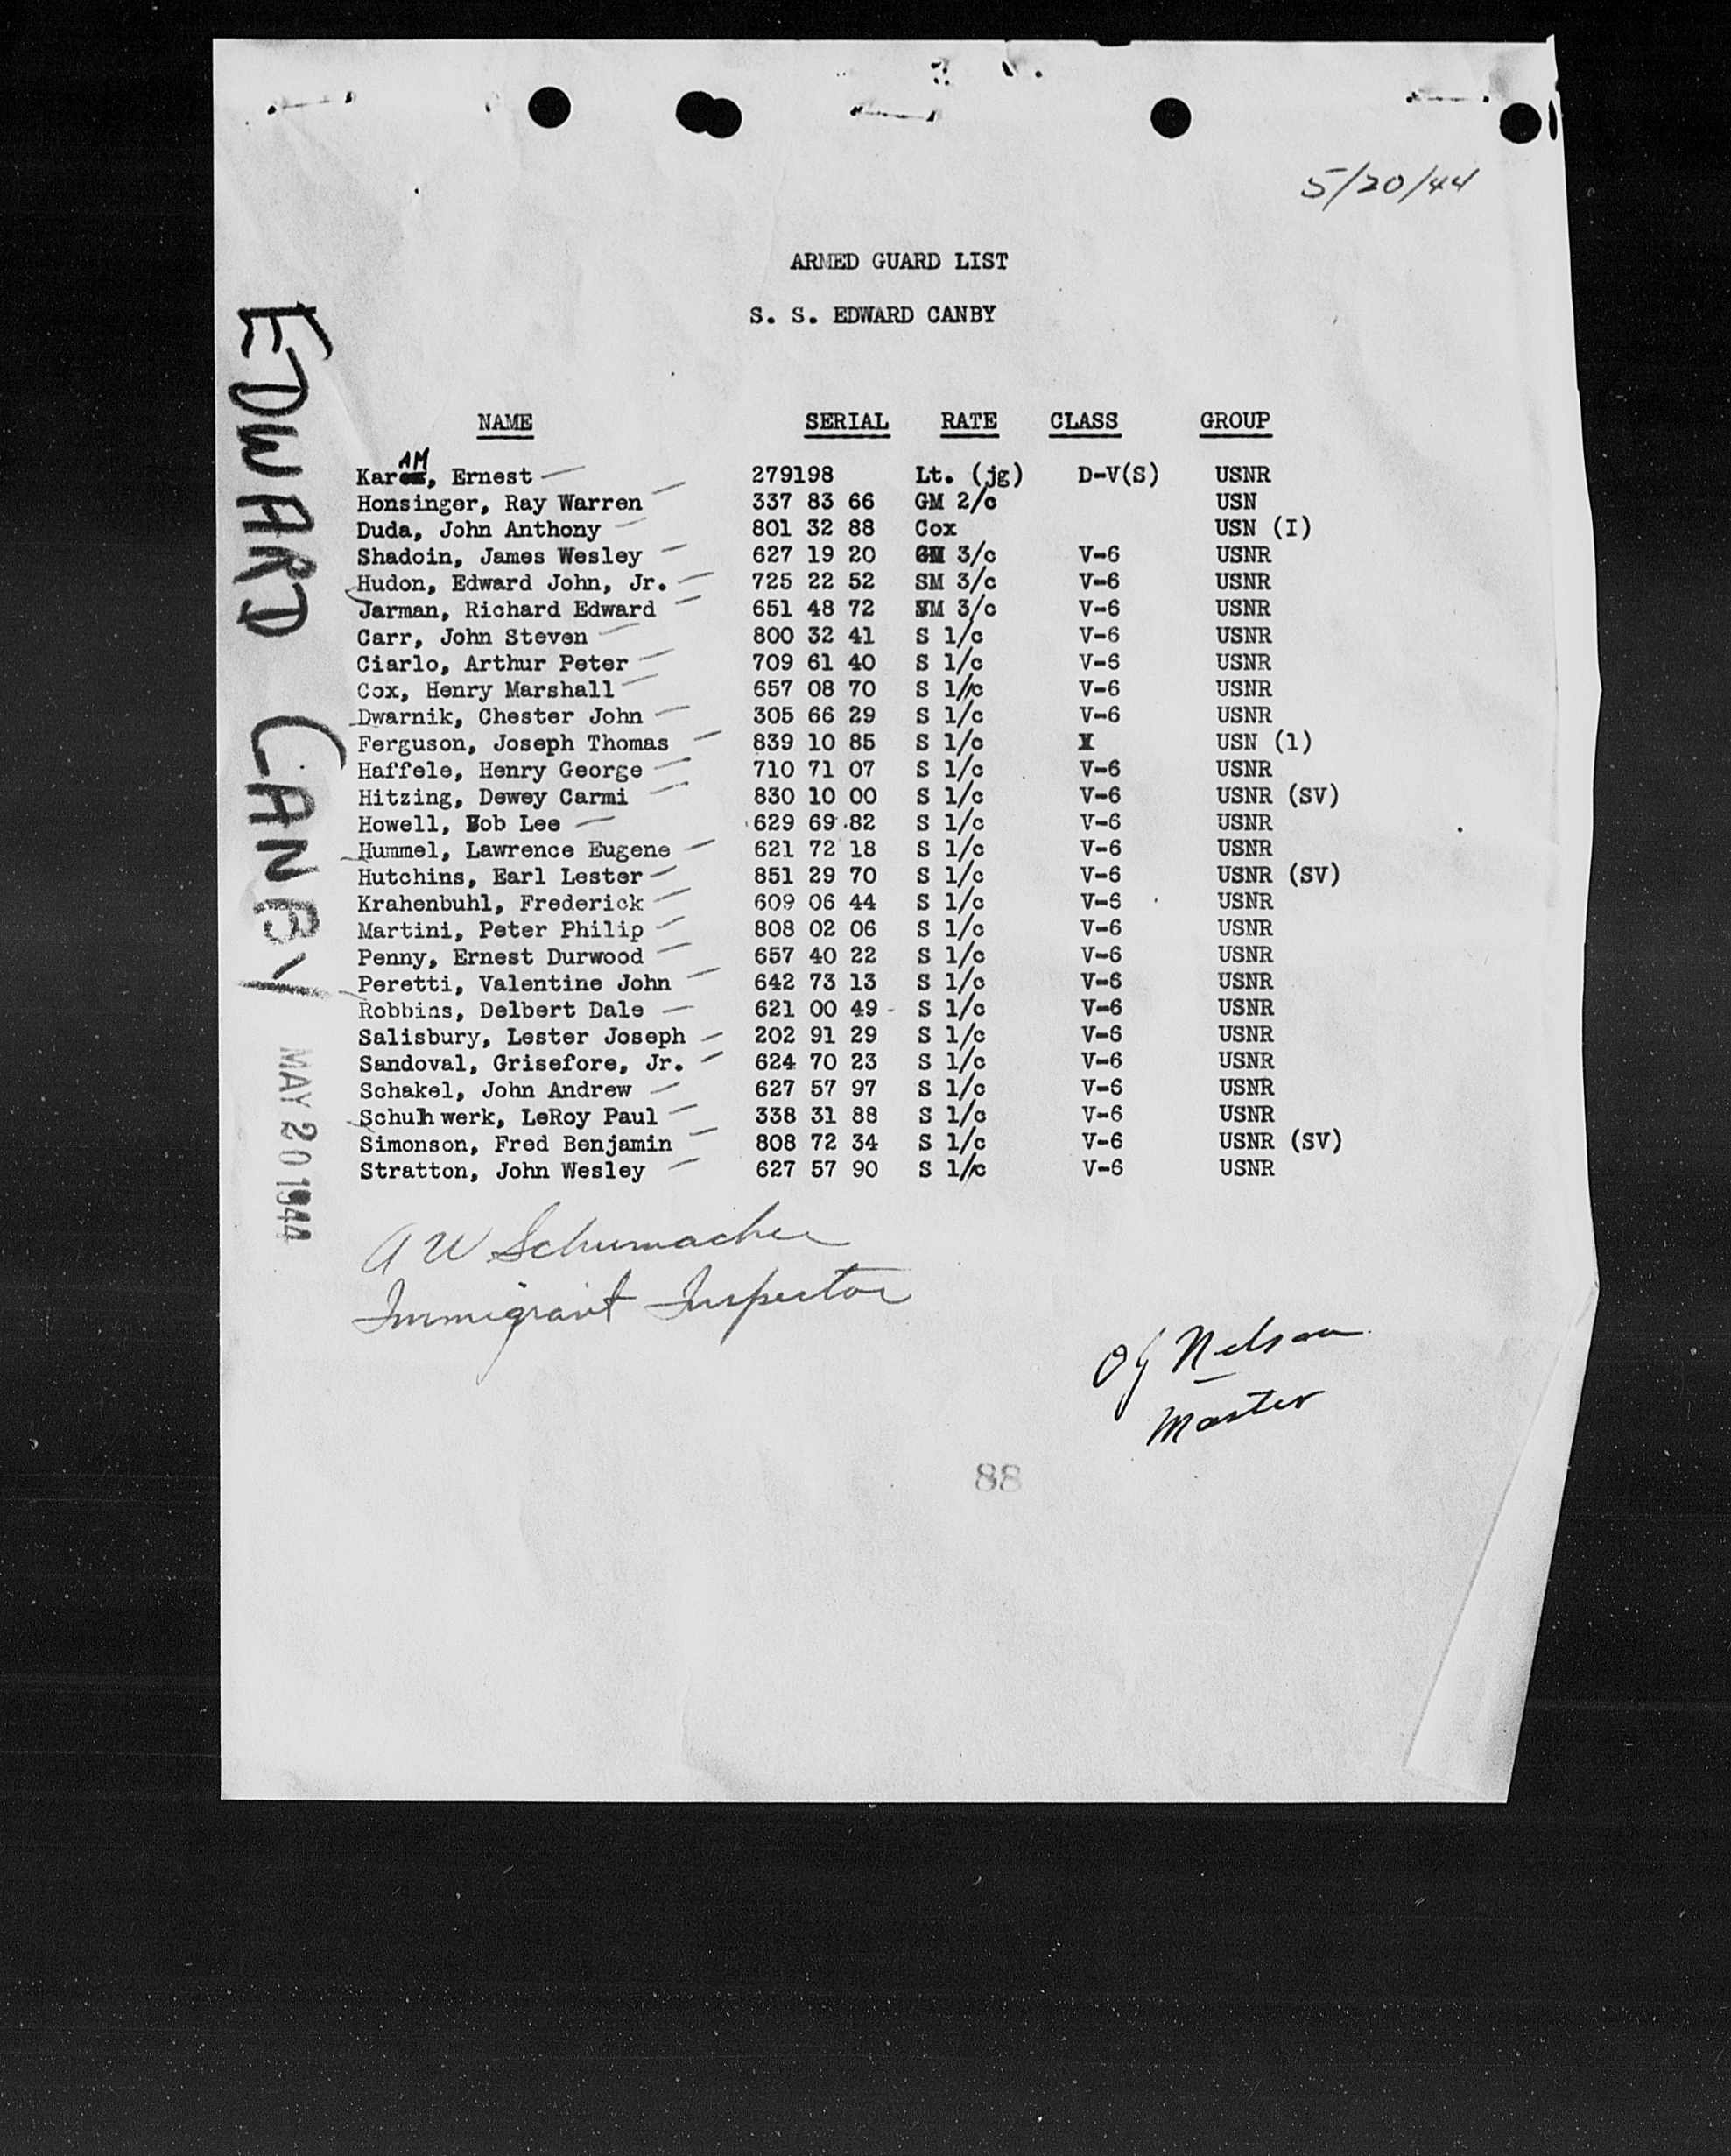 5/20/44
ARMED GUARD LIST
S. S. EDWARD CANBY
EDWARD CANBY
MAY 20 1944
NAME SERIAL RATE CLASS GROUP
KarAM, Ernest 279198 Lt. (jg) D-V(S) USNR
Honsinger, Ray Warren 337 83 66 GM 2/c USN
Duda, John Anthony 801 32 88 Cox USN (I)
Shadoin, James Wesley 627 19 20 GM 3/c V-6 USNR
Hudon, Edward John, Jr. 725 22 52 SM 3/c V-6 USNR
Jarman, Richard Edward 651 48 72 SM 3/c V-6 USNR
Carr, John Steven 800 32 41 S 1/c V-6 USNR
Ciarlo, Arthur Peter 709 61 40 S 1/c V-6 USNR
Cox, Henry Marshall 657 08 70 S 1/c V-6 USNR
Dwarnik, Chester John 305 66 29 S 1/c V-6 USNR
Ferguson, Joseph Thomas 839 10 85 S 1/c USN (1)
Haffele, Henry George 710 71 07 S 1/c V-6 USNR
Hitzing, Dewey Carmi 830 10 00 S 1/c V-6 USNR (SV)
Howell, Bob Lee 629 69 82 S 1/c V-6 USNR
Hummel, Lawrence Eugene 621 72 18 S 1/c V-6 USNR
Hutchins, Earl Lester 851 29 70 S 1/c V-6 USNR (SV)
Krahenbuhl, Frederick 609 06 44 S 1/c V-6 USNR
Martini, Peter Philip 808 02 06 S 1/c V-6 USNR
Penny, Ernest Durwood 657 40 22 S 1/c V-6 USNR
Peretti, Valentine John 642 73 13 S 1/c V-6 USNR
Robbins, Delbert Dale 621 00 49 S 1/c V-6 USNR
Salisbury, Lester Joseph 202 91 29 S 1/c V-6 USNR
Sandoval, Grisefore, Jr. 624 70 23 S 1/c V-6 USNR
Schakel, John Andrew 627 57 97 S 1/c V-6 USNR
Schuhwerk, LeRoy Paul 338 31 88 S 1/c V-6 USNR
Simonson, Fred Benjamin 808 72 34 S 1/c V-6 USNR (SV)
Stratton, John Wesley 627 57 90 S 1/c V-6 USNR
A W Schumacher
Immigrant Inspector
O J Nelson
Master
88